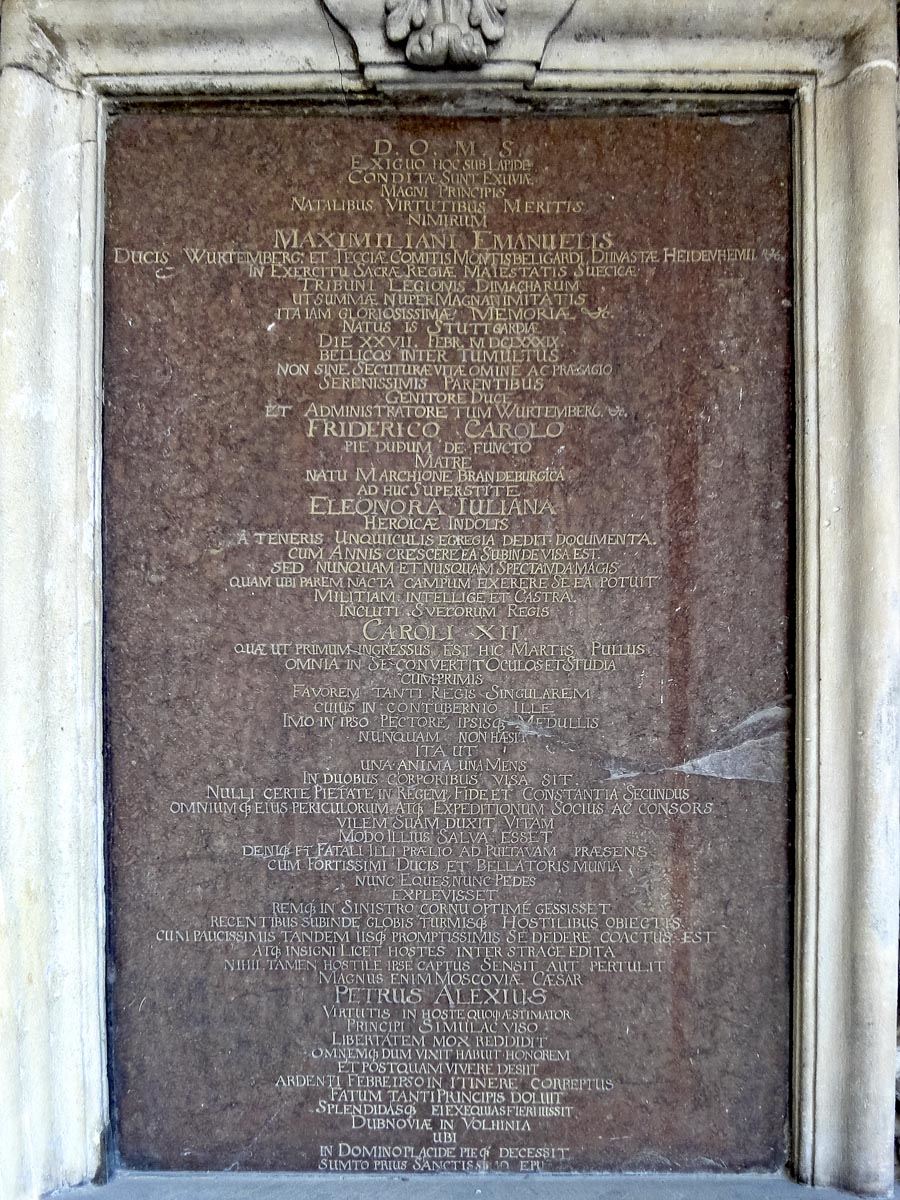 D. O. M. S.
EXIGUO HOC SUB LAPIDE
CONDITÆ SUNT EXUVIÆ
MAGNI PRINCIPIS
NATALIBUS VIRTUTIBUS MERITIS
NIMIRUM
MAXIMILIANI EMANUELIS
DUCIS WURTEMBERG: ET TECCIÆ COMITIS MONTISBELIGARDI, DIINASTÆ HEIDENHEMII &c.
IN EXERCITU SACRÆ REGIÆ MAIESTATIS SUECICÆ
TRIBUNI LEGIONIS DIMACHARUM
UT SUMMÆ NUPER MAGNANIMITATIS
ITA IAM GLORIOSISSIMÆ MEMORIÆ &c.
NATUS IS STUTTGARDIÆ
DIE XXVII. FEBR. MDCLXXXIX
BELLICOS INTER TUMULTUS
NON SINE SECUTURÆ VITÆ OMINE AC PRÆSAGIO
SERENISSIMIS PARENTIBUS
GENITORE DUCE
ET ADMINISTRATORE TUM WURTEMBERG. &c.
FRIDERICO CAROLO
PIE DUDUM DEFUNCTO
MATRE
NATU MARCHIONE BRANDEBURGICA
AD HUC SUPERSTITE
ELEONORA IULIANA
HEROICÆ INDOLIS
A TENERIS UNQUICULIS EGREGIA DEDIT DOCUMENTA
CUM ANNIS CRESCERE EA SUBINDE VISA EST.
SED NUNQUAM ET NUSQUAM SPECTANDA MAGIS
QUAM UBI PAREM NACTA CAMPUM EXERERE SE EA POTUIT
MILITIAM INTELLIGE ET CASTRA
INCLUTI SVECORUM REGIS
CAROLI XII.
QUÆ UT PRIMUM INGRESSUS EST HIC MARTIS PULLUS
OMNIA IN SE CONVERTIT OCULOS ET STUDIA
CUMPRIMIS
FAVOREM TANTI REGIS SINGULAREM
CUIUS IN CONTUBERNIO ILLE
IMO IN IPSO PECTORE, IPSISQ; MEDULLIS
NUNQUAM NON HÆSIT
ITA UT
UNA ANIMA UNA MENS
IN DUOBUS CORPORIBUS VISA SIT
NULLI CERTE PIETATE IN REGEM, FIDE ET CONSTANTIA SECUNDUS
OMNIUMQ; EIUS PERICULORUM ATQ; EXPEDITIONUM SOCIUS AC CONSORS
VILEM SUAM DUXIT VITAM
MODO ILLIUS SALVA ESSET
DENIQ; ET FATALI ILLI PRÆLIO AD PULTAVAM PRÆSENS
CUM FORTISSIMI DUCIS ET BELLATORIS MUNIA
NUNC EQUES, NUNC PEDES
EXPLEVISSET
REMQ; IN SINISTRO CORNU OPTIME GESSISSET
RECENTIBUS SUBINDE GLOBIS TURMISQ; HOSTILIBUS OBIECTIS
CUM PAUCISSIMIS TANDEM IISQ; PROMPTISSIMIS SE DEDERE COACTUS EST
ATQ; INSIGNI LICET HOSTES INTER STRAGE EDITA
NIHIL TAMEN HOSTILE IPSE CAPTUS SENSIT AUT PERTULIT
MAGNUS ENIM MOSCOVIÆ CÆSAR
PETRUS ALEXIUS
VIRTUTIS IN HOSTE QUOQ; ÆSTIMATOR
PRINCIPI SIMULAC VISO
LIBERTATEM MOX REDDIDIT
OMNEMQ; DUM VIXIT HABUIT HONOREM
ET POSTQUAM VIVERE DESIIT
ARDENTI FEBRE IPSO IN ITINERE CORREPTUS
FATUM TANTI PRINCIPIS DOLUIT
SPLENDIDASQ; EI EXEQUIAS FIERI IUSSIT
DUBNOVIÆ IN VOLHINIA
UBI
IN DOMINO PLACIDE PIEQ; DECESSIT
SUMTO PRIUS